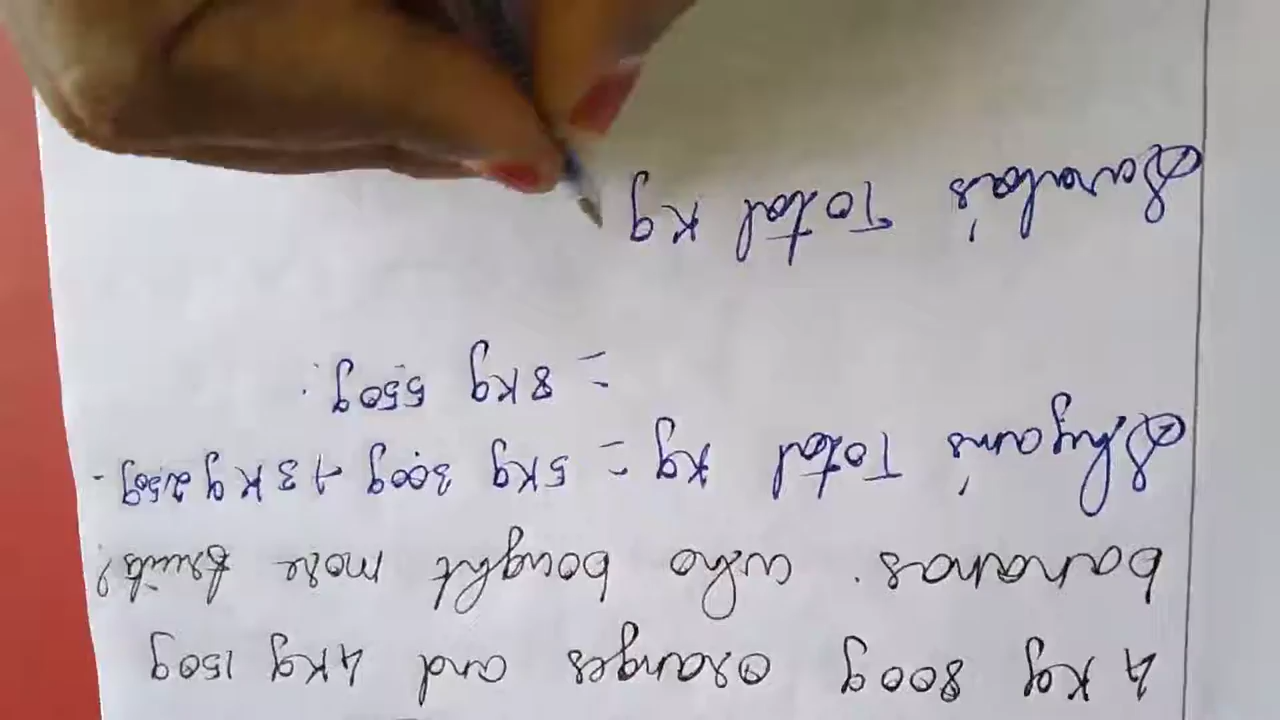 4 Kg 800g oranges and 4Kg 150g
bananas. who bought more fruits?
Shyam's Total Kg = 5Kg 300g + 3Kg 250g.
= 8Kg 550g.
Sarala's Total Kg